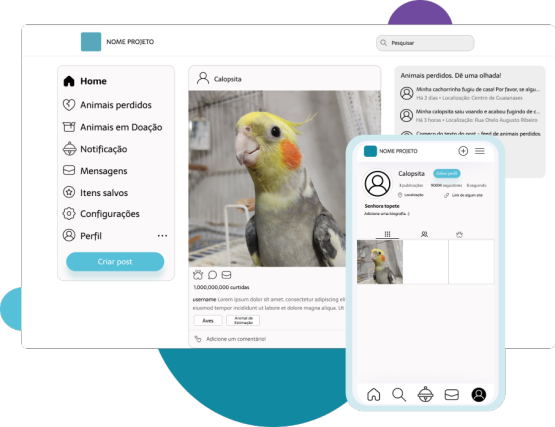 NOME PROJETO
Pesquisar
Home
Animais perdidos
Animais em Doação
Notificação
Mensagens
Itens salvos
Configurações
Perfil
Criar post
Calopsita
1,000,000,000 curtidas
username Lorem ipsum dolor sit amet, consectetur adipiscing eli
eiusmod tempor incididunt ut labore et dolore magna aliqua. Ut
Aves
Animal de
Estimação
Adicione um comentário!
Animais perdidos. Dê uma olhada!
Minha cachorrinha fugiu de casa! Por favor, se algu...
Há 2 dias • Localização: Centro de Guaianases
Minha calopsita saiu voando e acabou fugindo de c...
Há 3 horas • Localização: Rua Otelo Augusto Ribeiro
Começo do texto do post - feed de animais perdidos.
NOME PROJETO
Calopsita
Editar perfil
3 publicações
9000K seguidores
5 seguindo
Localização
Link de algum site
Senhora topete
Adicione uma biografia :)